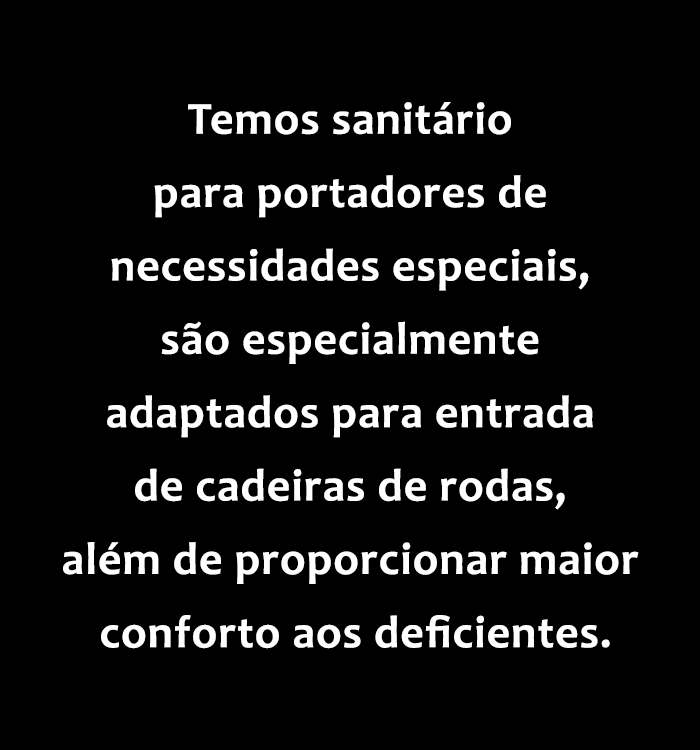 Temos sanitário
para portadores de
necessidades especiais,
são especialmente
adaptados para entrada
de cadeiras de rodas,
além de proporcionar maior
conforto aos deficientes.